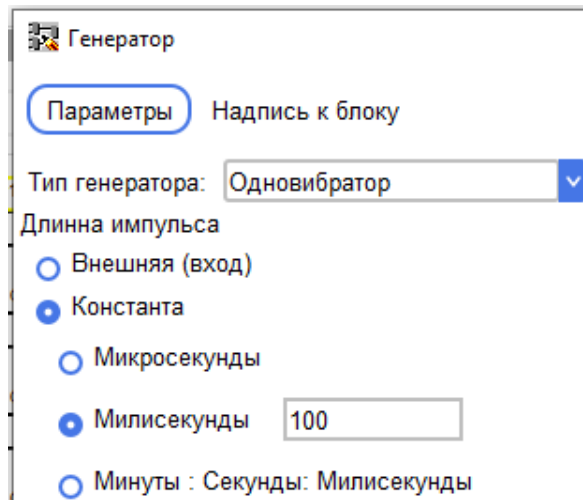 Генератор
Параметры Надпись к блоку
Тип генератора: Одновибратор
Длинна импульса
Внешняя (вход)
Константа
Микросекунды
Милисекунды 100
Минуты : Секунды: Милисекунды